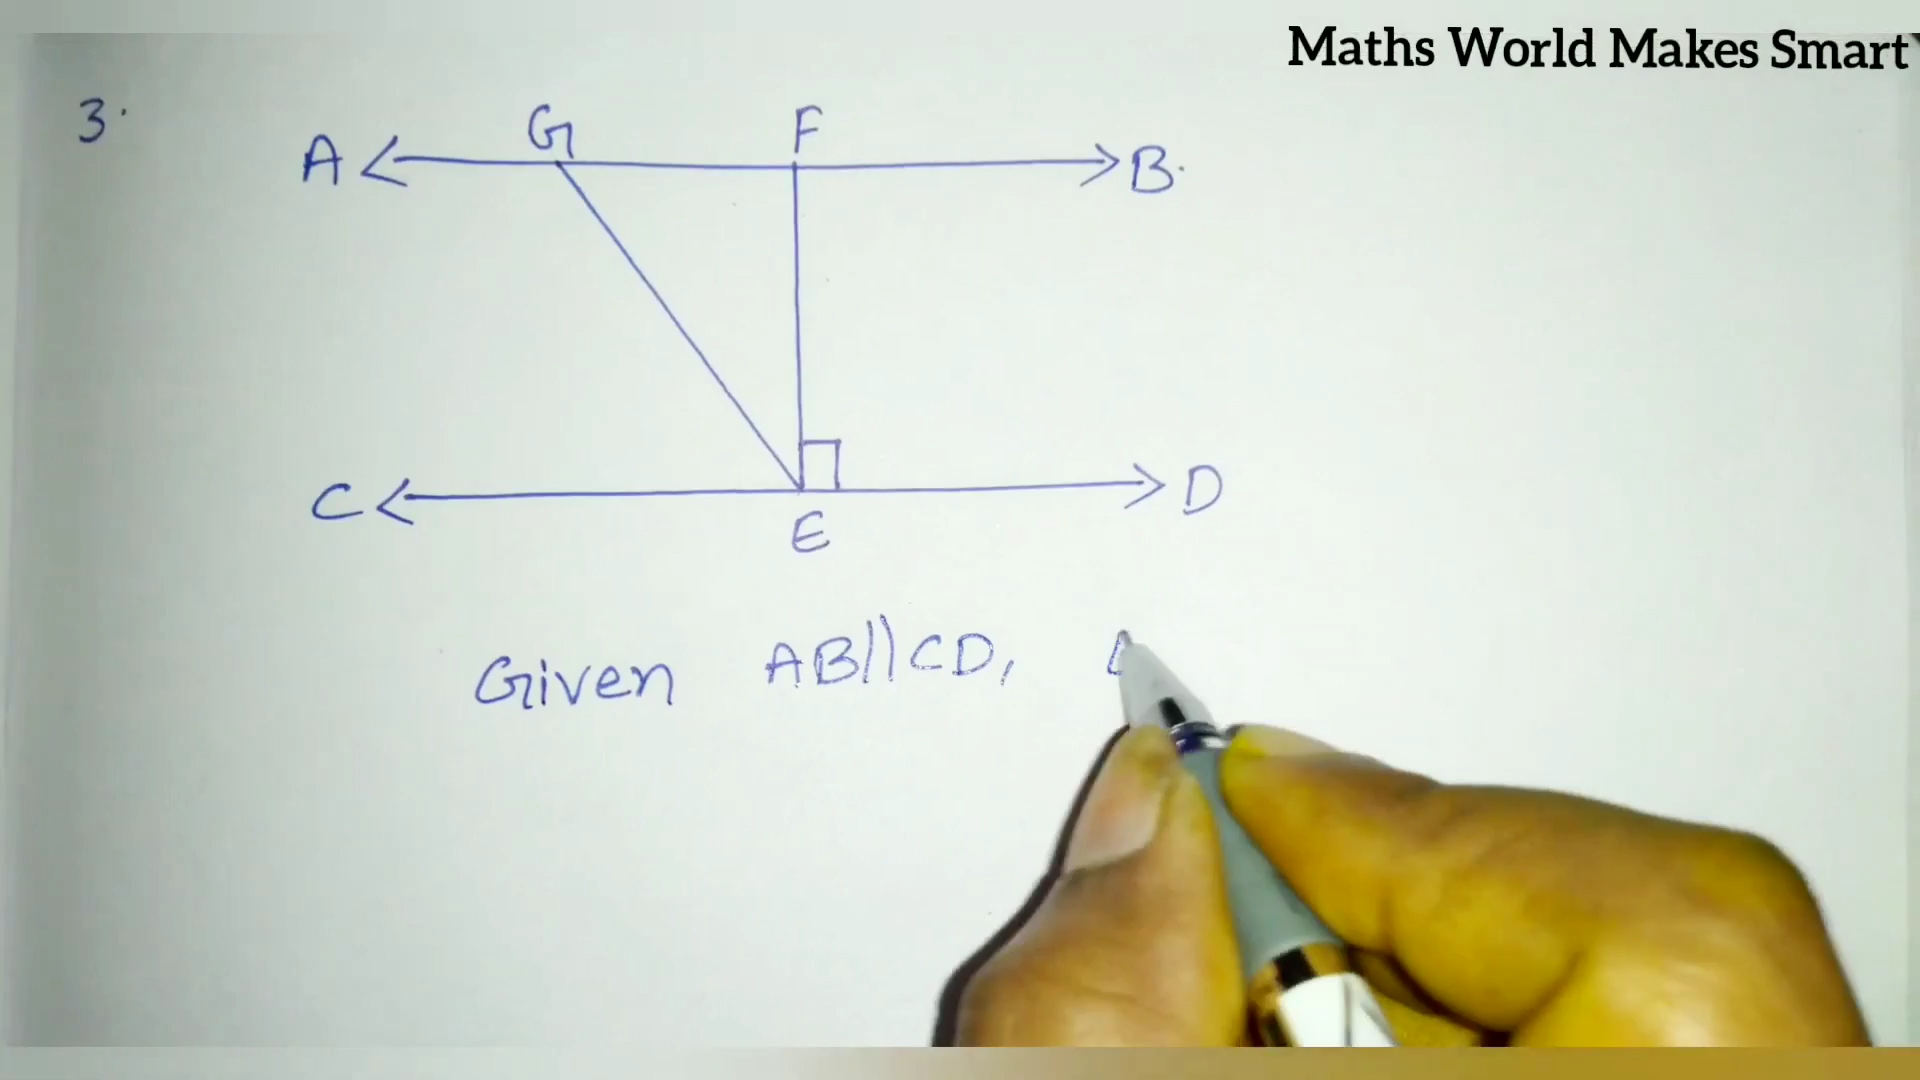 Maths World Makes Smart
3.
G F
A B.
C D
E
Given AB||CD,